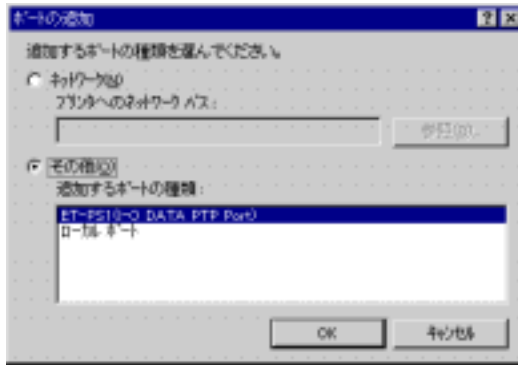 ﾎﾟｰﾄの追加
追加するﾎﾟｰﾄの種類を選んでください。
ﾈｯﾄﾜｰｸ(N)
ﾌﾟﾘﾝﾀへのﾈｯﾄﾜｰｸ ﾊﾟｽ:
参照(B)...
その他(O)
追加するﾎﾟｰﾄの種類:
ET-PS1(I-O DATA PTP Port)
ﾛｰｶﾙ ﾎﾟｰﾄ
OK
ｷｬﾝｾﾙ